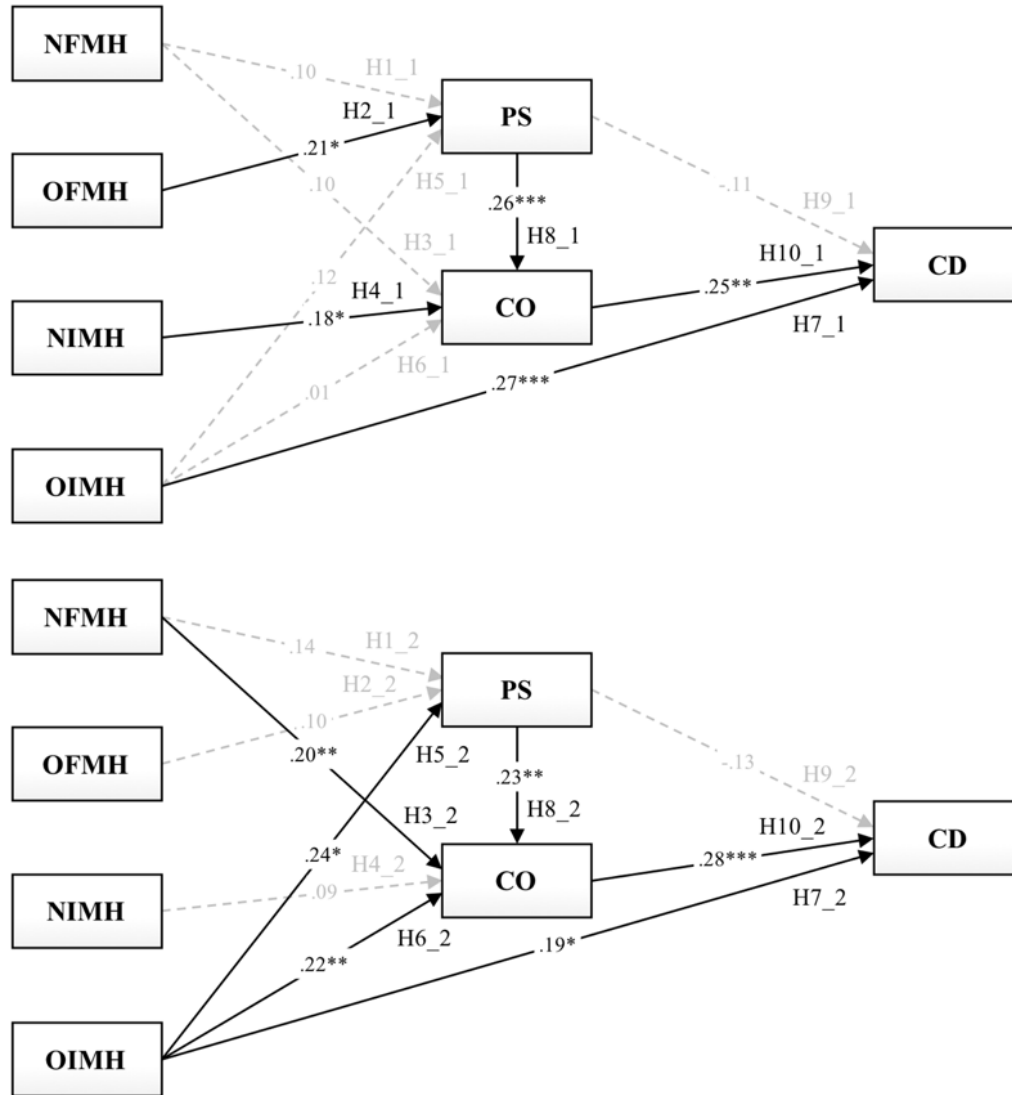 NFMH
.10
H1_1
H2_1
PS
OFMH
.21*
.10
H5_1
-.11
H9_1
.26***
H3_1
H8_1
H10_1
CD
.12
H4_1
NIMH
.18*
CO
.25**
H7_1
H6_1
.01
.27***
OIMH
NFMH
.14
H1_2
H2_2
PS
OFMH
.10
.20**
H5_2
-.13
H9_2
.23**
H3_2
H8_2
H10_2
CD
.24*
H4_2
NIMH
.09
CO
.28***
H7_2
H6_2
.22**
.19*
OIMH